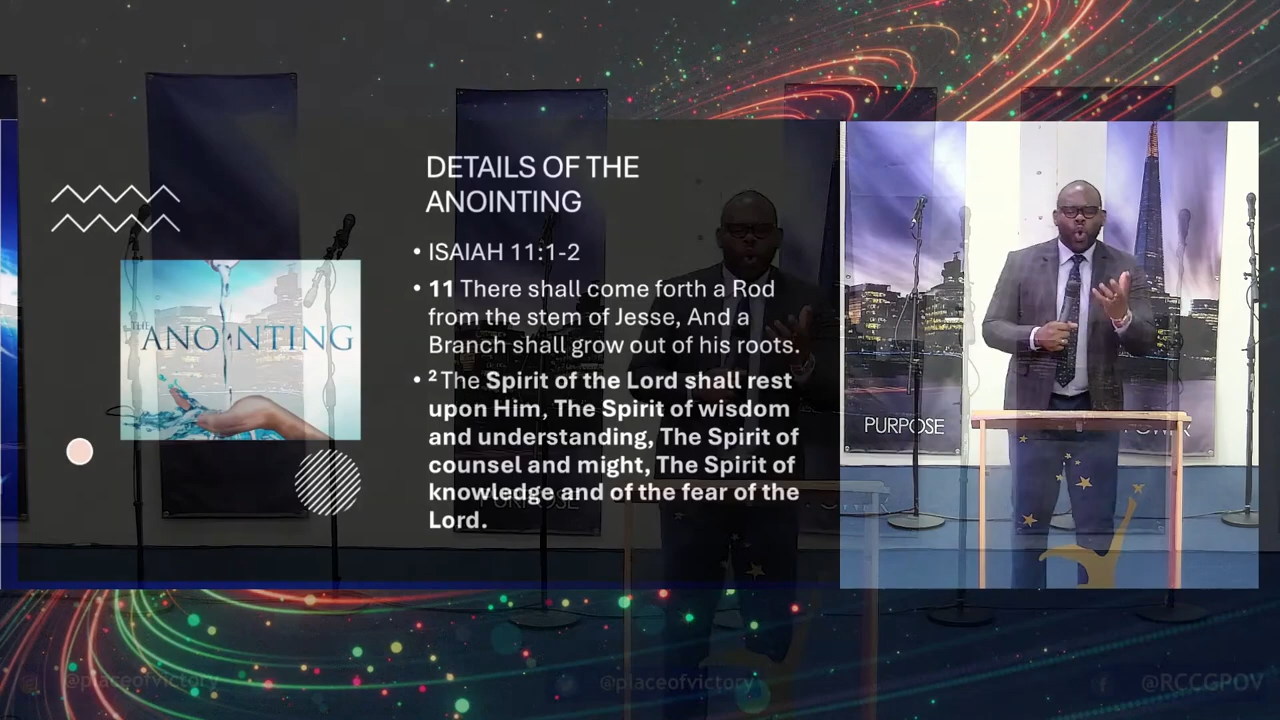 DETAILS OF THE
ANOINTING
• ISAIAH 11:1-2
• 11 There shall come forth a Rod
from the stem of Jesse, And a
Branch shall grow out of his roots.
• ² The Spirit of the Lord shall rest
upon Him, The Spirit of wisdom
and understanding, The Spirit of
counsel and might, The Spirit of
knowledge and of the fear of the
Lord.
THE ANOINTING
PURPOSE
POWER
PURPOSE
@placeofvictory
@placeofvictory
@RCCGPOV